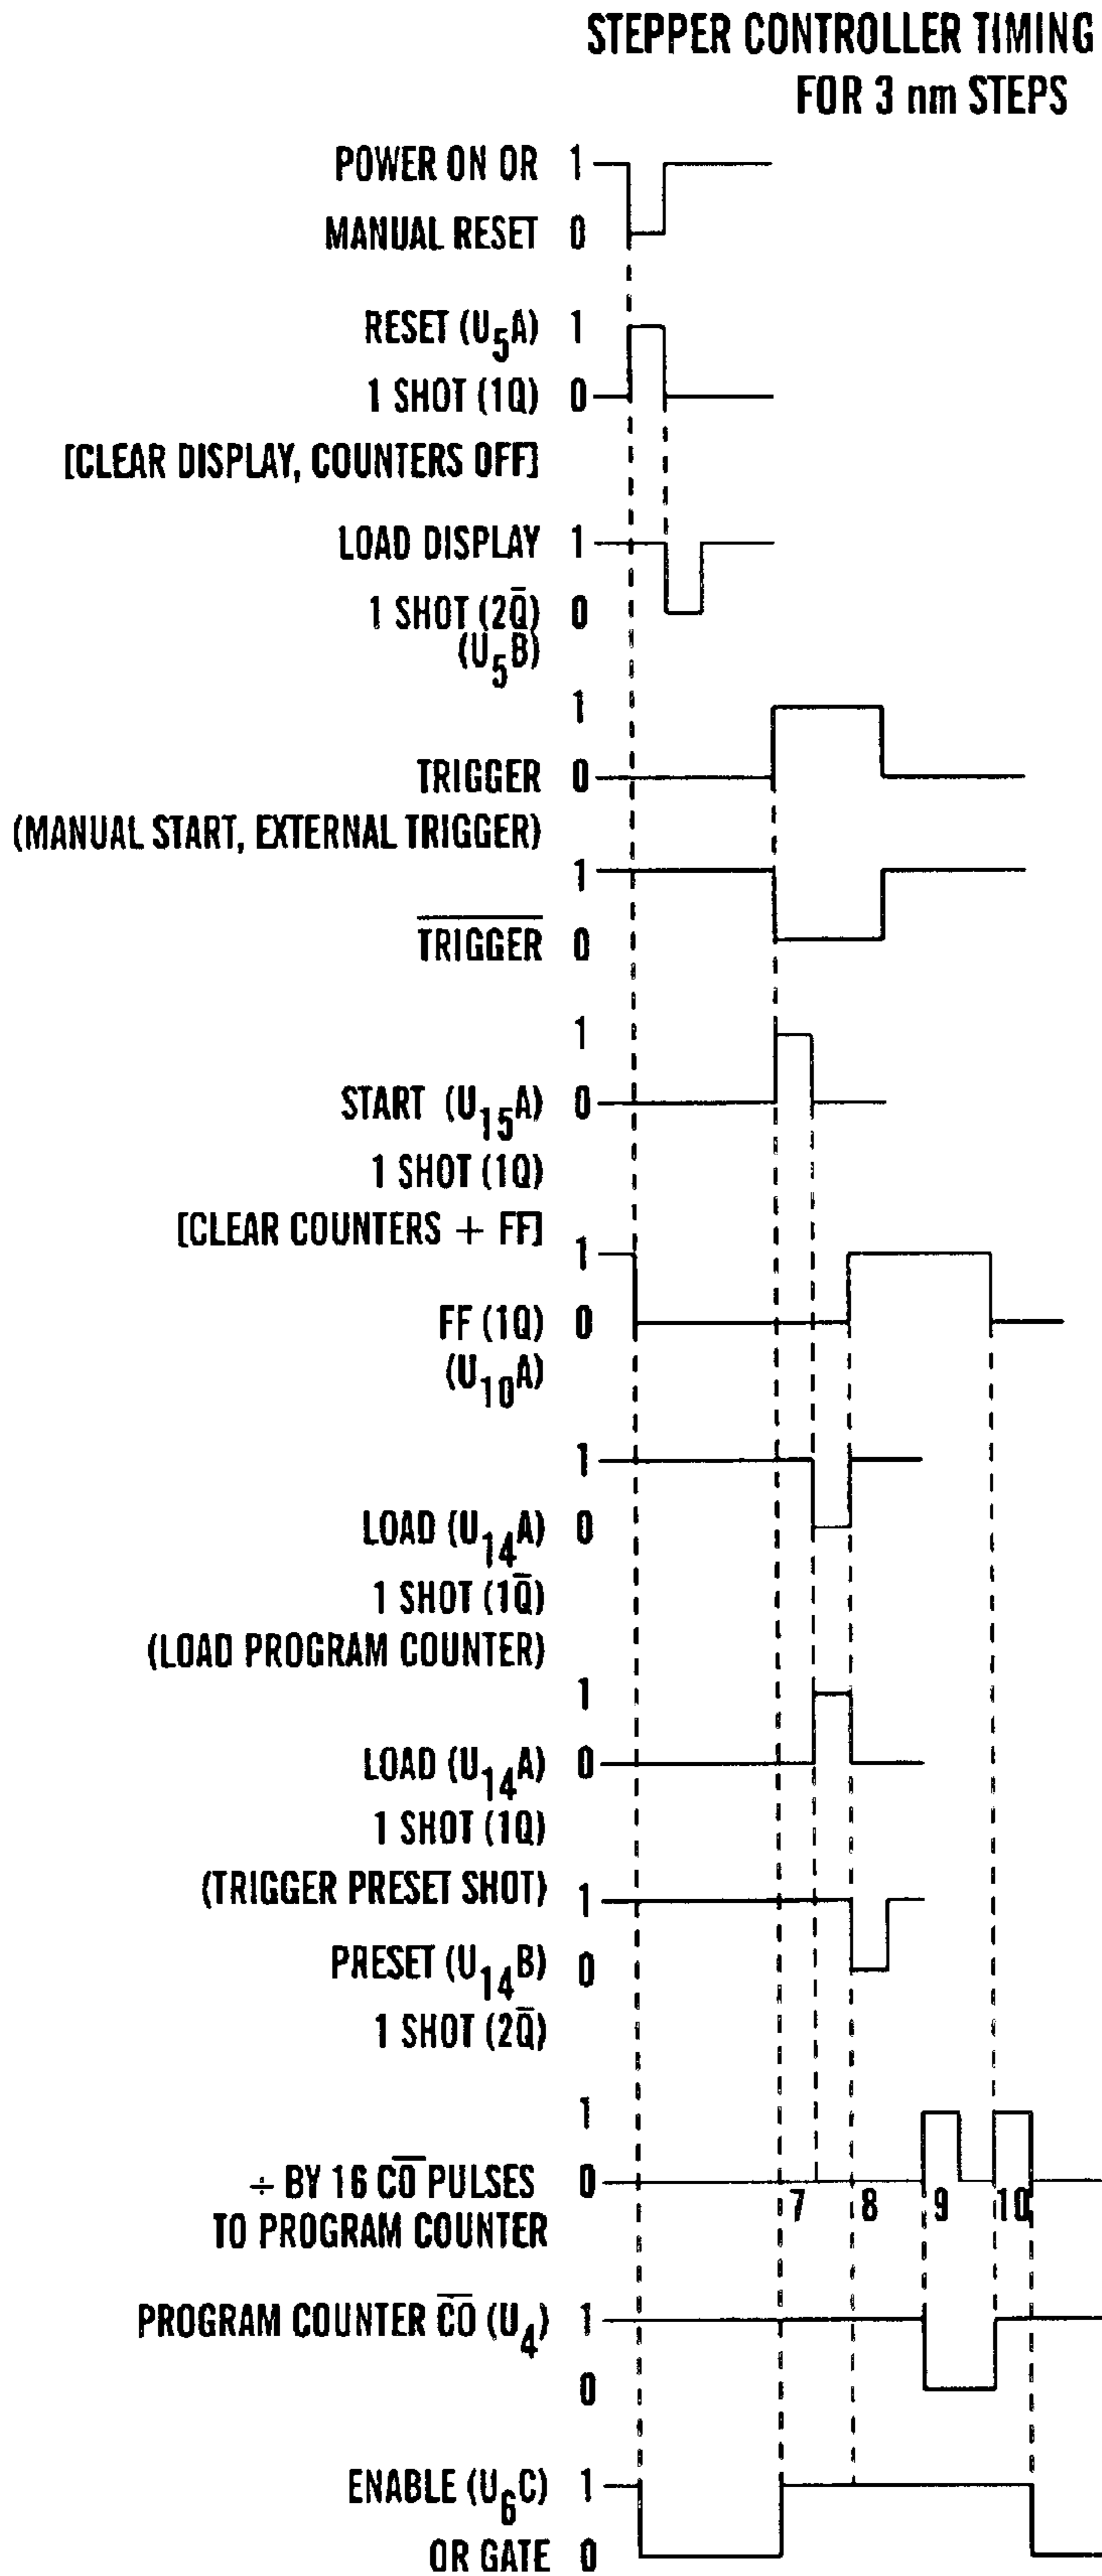 STEPPER CONTROLLER TIMING
FOR 3 nm STEPS
POWER ON OR 1
MANUAL RESET 0
RESET (U5A) 1
1 SHOT (1Q) 0
[CLEAR DISPLAY, COUNTERS OFF]
LOAD DISPLAY 1
1 SHOT (2Q̅) 0
(U5B)
1
TRIGGER 0
(MANUAL START, EXTERNAL TRIGGER)
1
T̅R̅I̅G̅G̅E̅R̅ 0
1
START (U15A) 0
1 SHOT (1Q)
[CLEAR COUNTERS + FF]
1
FF (1Q) 0
(U10A)
1
LOAD (U14A) 0
1 SHOT (1Q̅)
(LOAD PROGRAM COUNTER)
1
LOAD (U14A) 0
1 SHOT (1Q)
(TRIGGER PRESET SHOT) 1
PRESET (U14B) 0
1 SHOT (2Q̅)
1
÷ BY 16 C̅O̅ PULSES 0
7 8 9 10
TO PROGRAM COUNTER
PROGRAM COUNTER C̅O̅ (U4) 1
0
ENABLE (U6C) 1
OR GATE 0